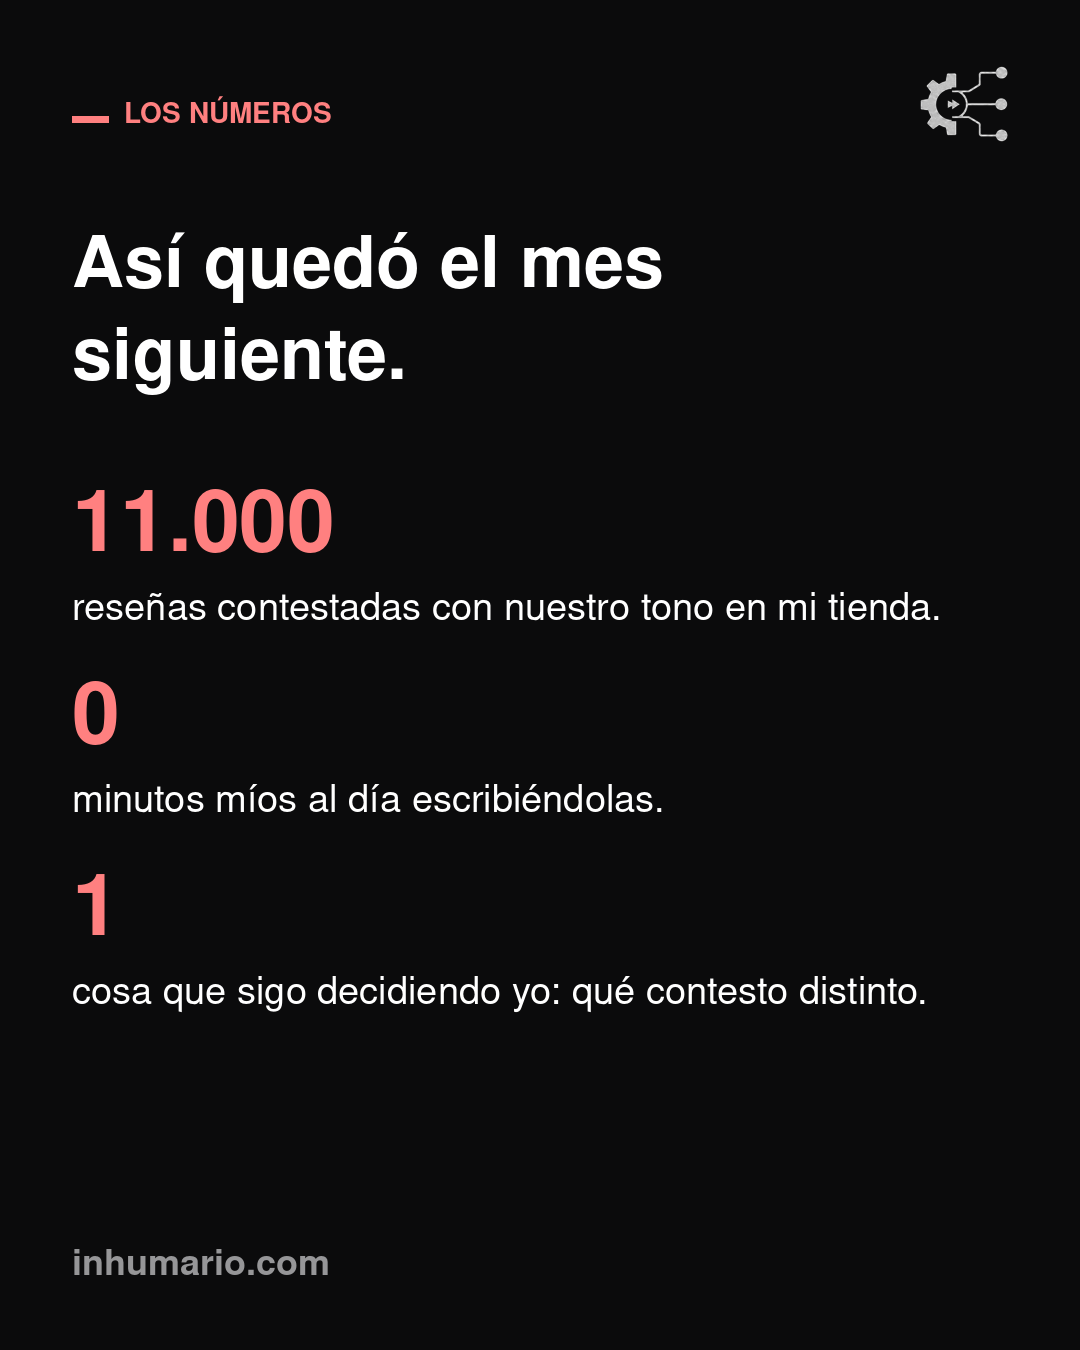 LOS NÚMEROS
Así quedó el mes
siguiente.
11.000
reseñas contestadas con nuestro tono en mi tienda.
0
minutos míos al día escribiéndolas.
1
cosa que sigo decidiendo yo: qué contesto distinto.
inhumario.com